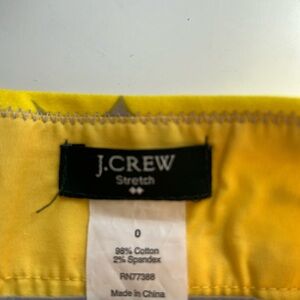 J.CREW
Stretch
0
98% Cotton
2% Spandex
RN77388
Made in China